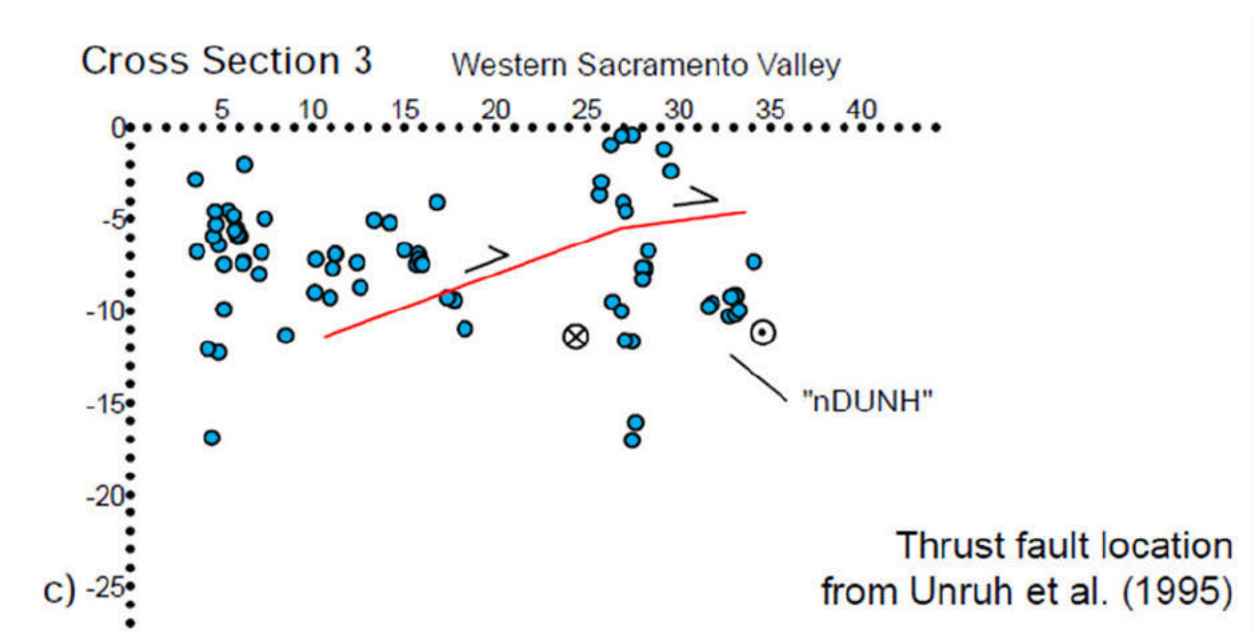 Cross Section 3 Western Sacramento Valley
5 10 15 20 25 30 35 40
0
-5
-10
-15
"nDUNH"
-20
Thrust fault location
c) -25
from Unruh et al. (1995)